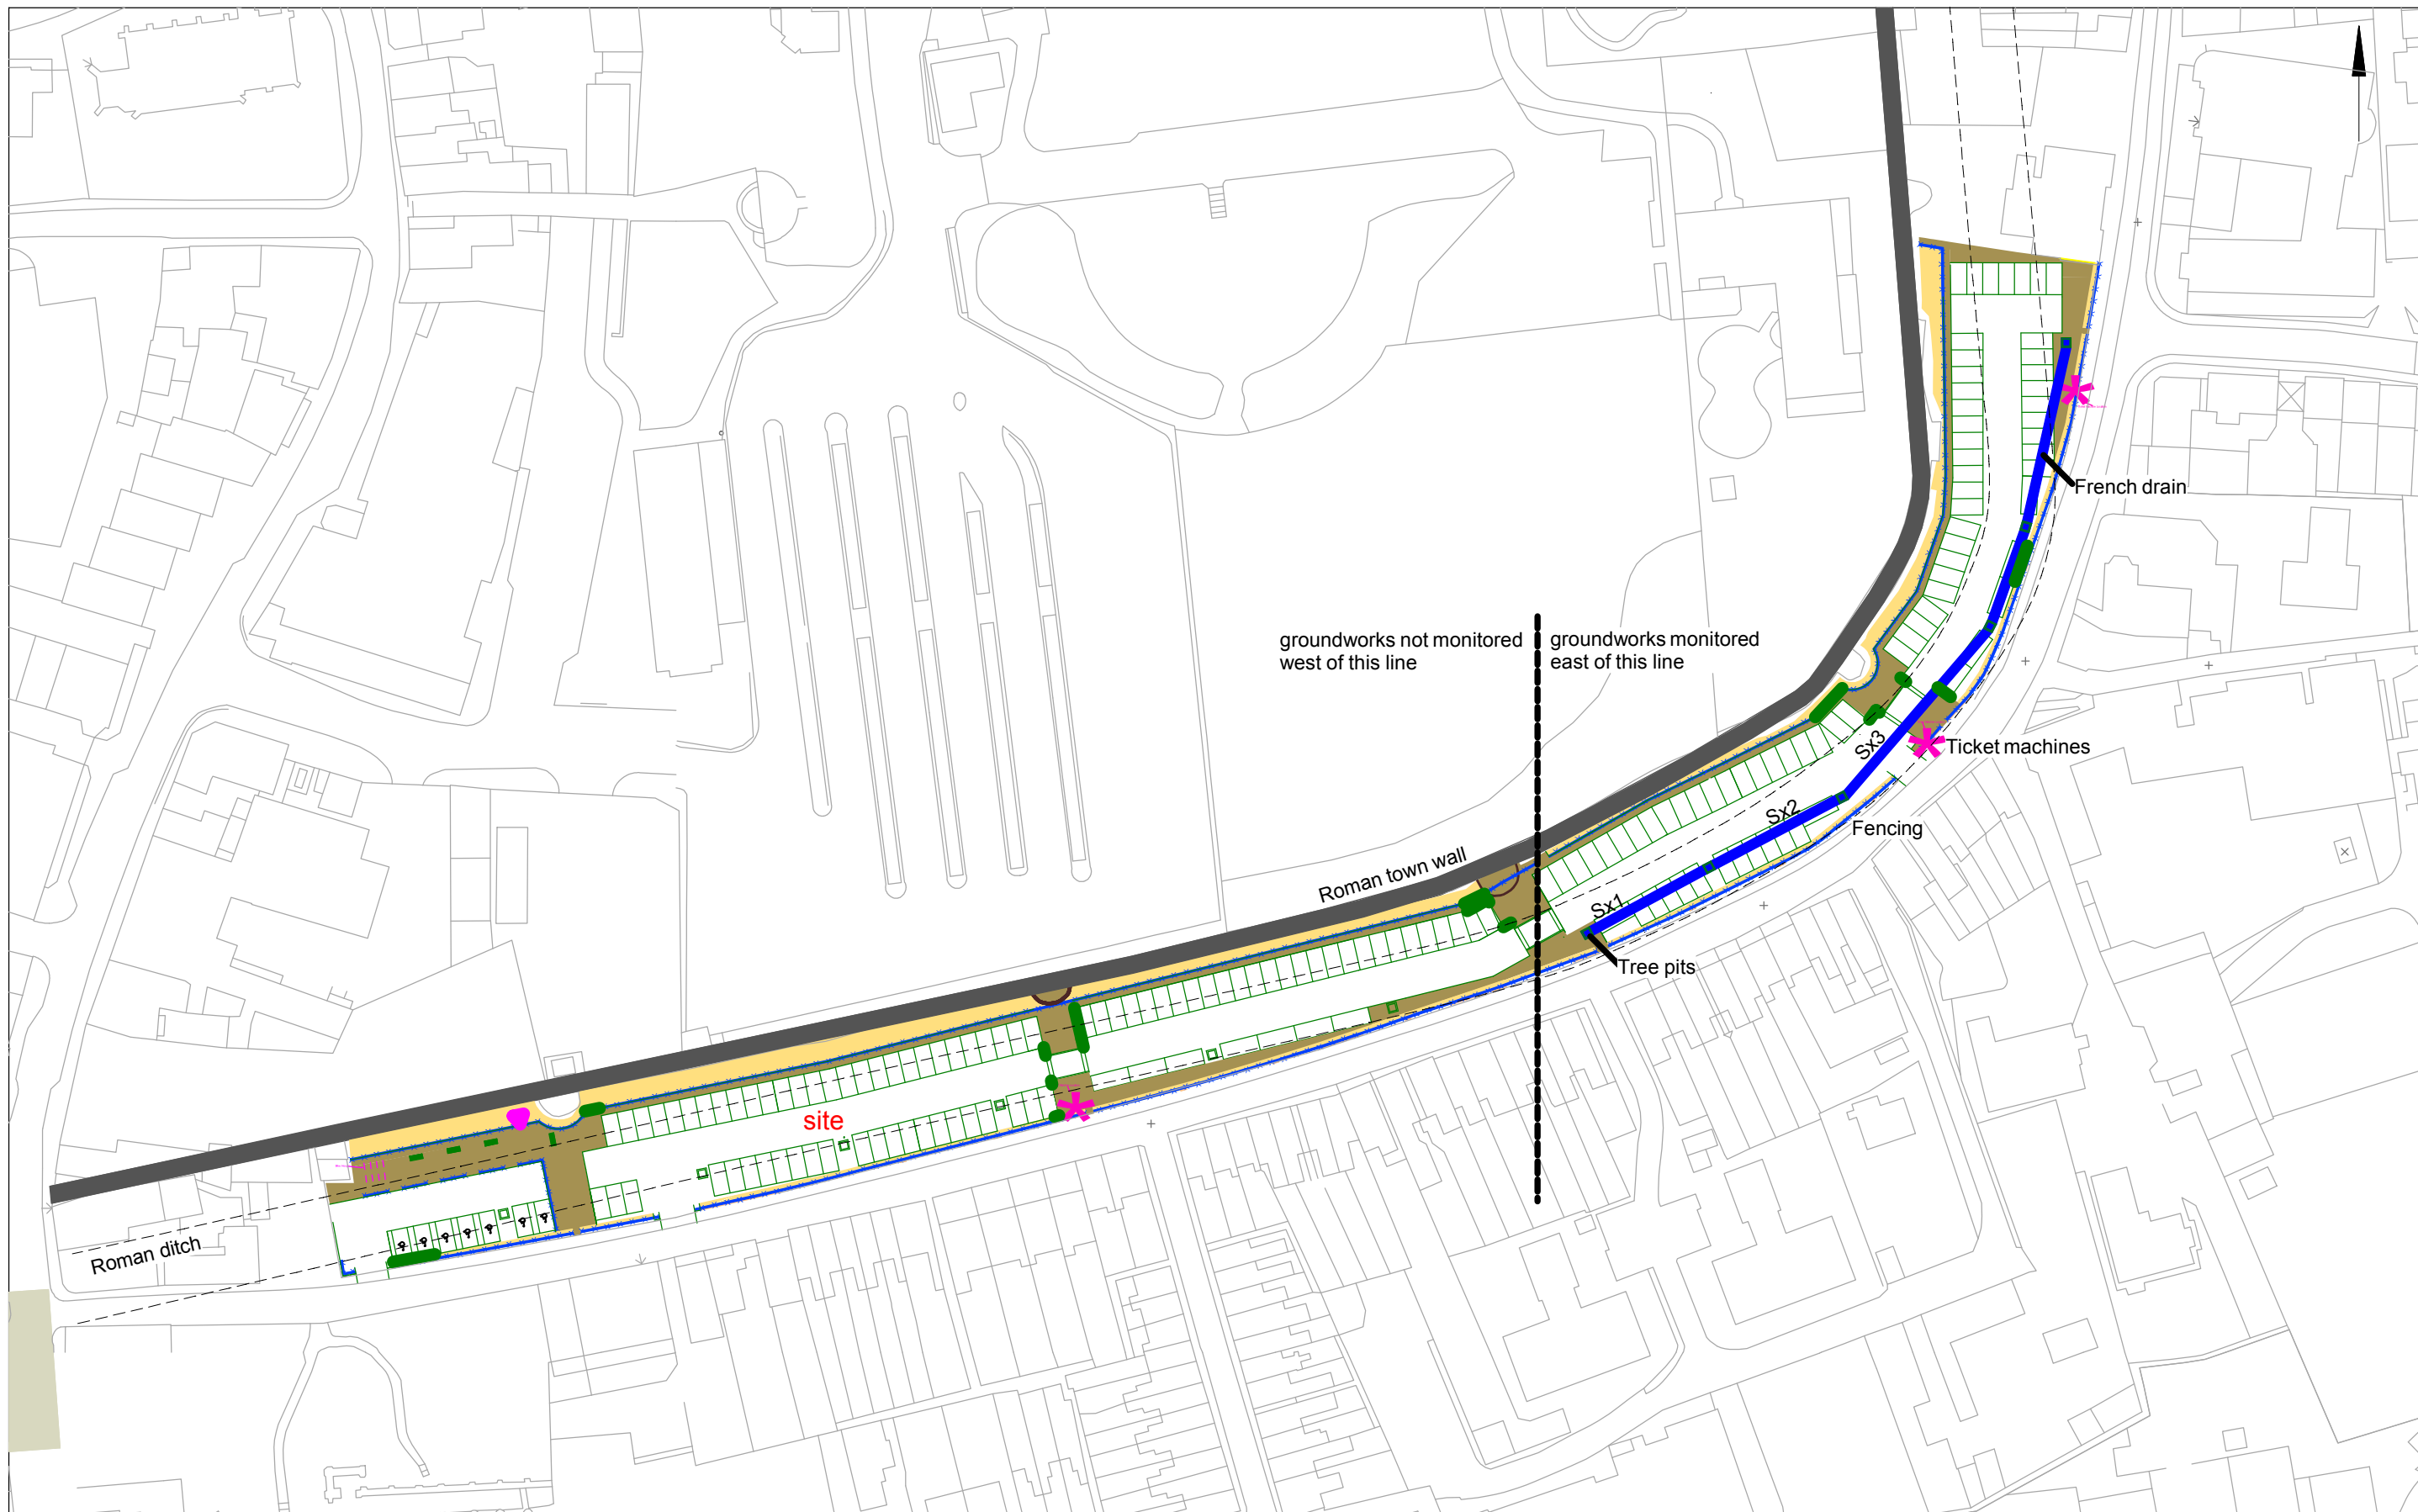 French drain
groundworks not monitored
west of this line
groundworks monitored
east of this line
Sx3
Ticket machines
Sx2
Fencing
Roman town wall
Sx1
Tree pits
site
Roman ditch